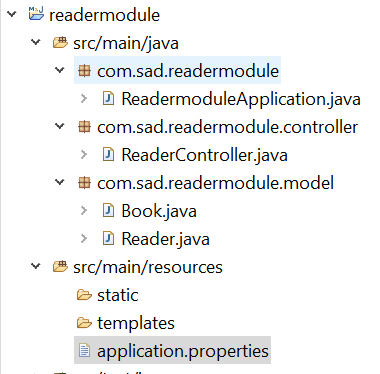 readermodule
src/main/java
com.sad.readermodule
ReadermoduleApplication.java
com.sad.readermodule.controller
ReaderController.java
com.sad.readermodule.model
Book.java
Reader.java
src/main/resources
static
templates
application.properties